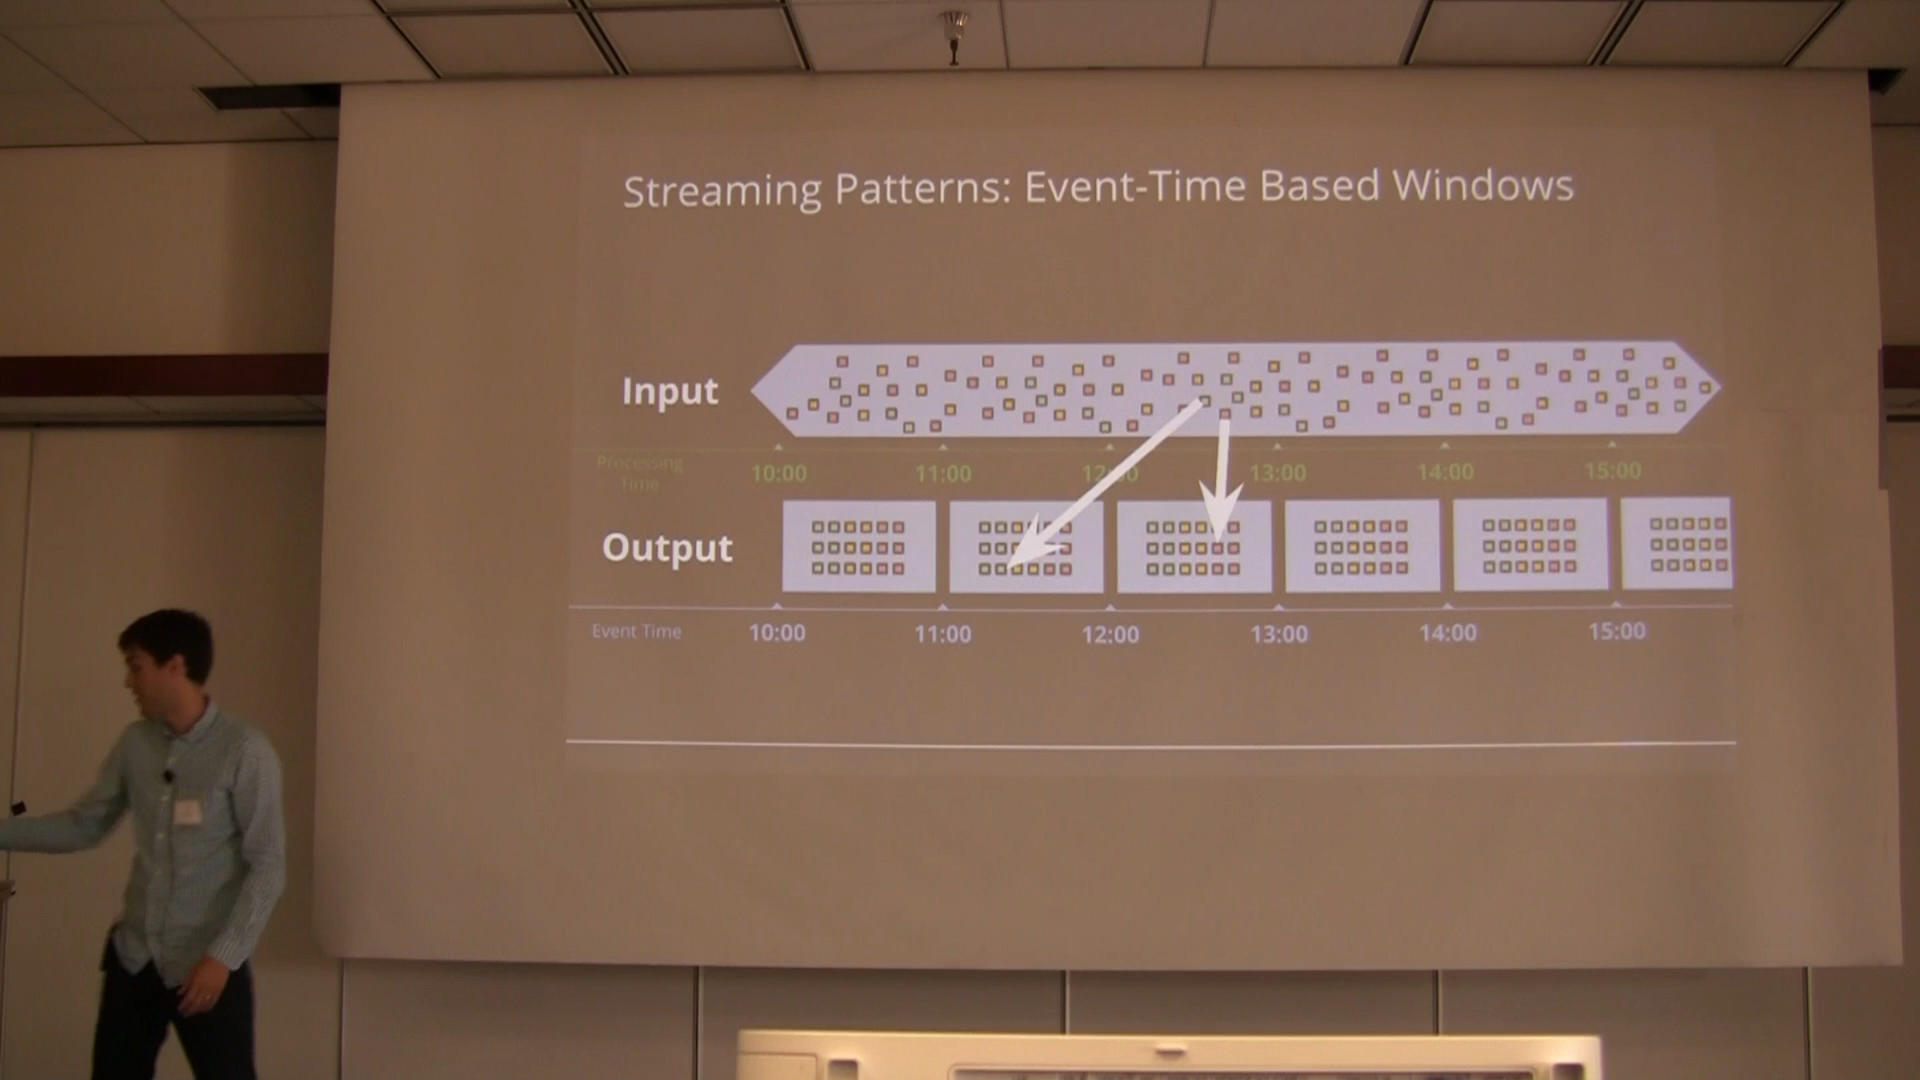 Streaming Patterns: Event-Time Based Windows
Input
Processing
Time
10:00 11:00 12:00 13:00 14:00 15:00
Output
Event Time 10:00 11:00 12:00 13:00 14:00 15:00